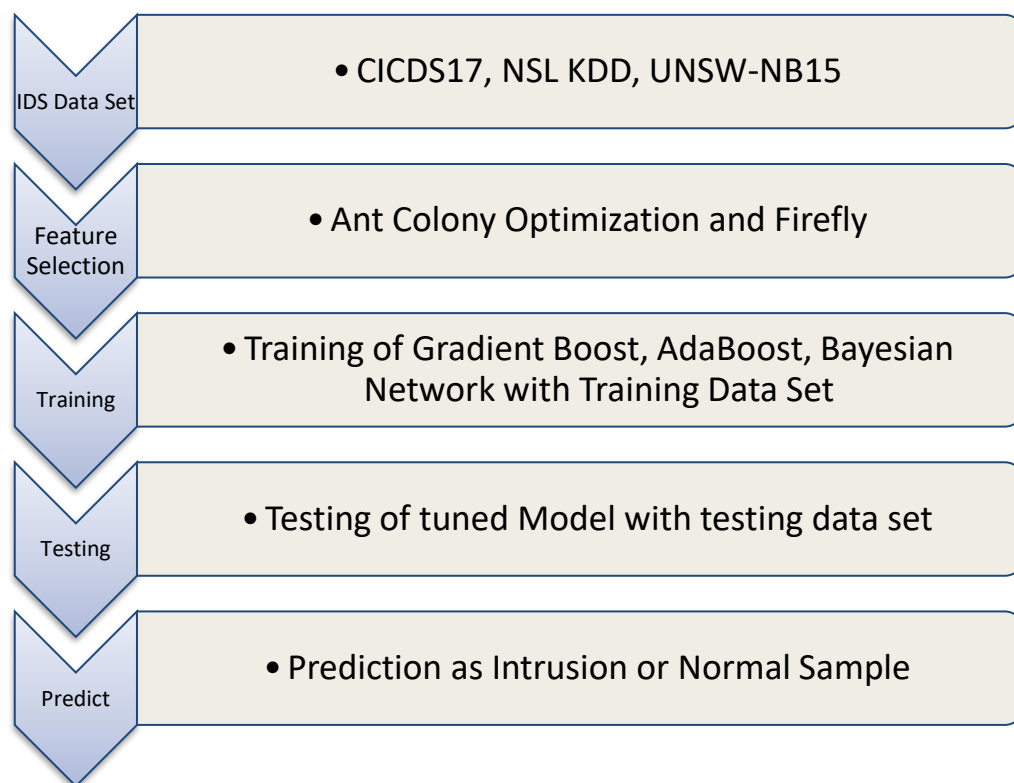 IDS Data Set
• CICDS17, NSL KDD, UNSW-NB15
Feature
Selection
• Ant Colony Optimization and Firefly
Training
• Training of Gradient Boost, AdaBoost, Bayesian
Network with Training Data Set
Testing
• Testing of tuned Model with testing data set
Predict
• Prediction as Intrusion or Normal Sample